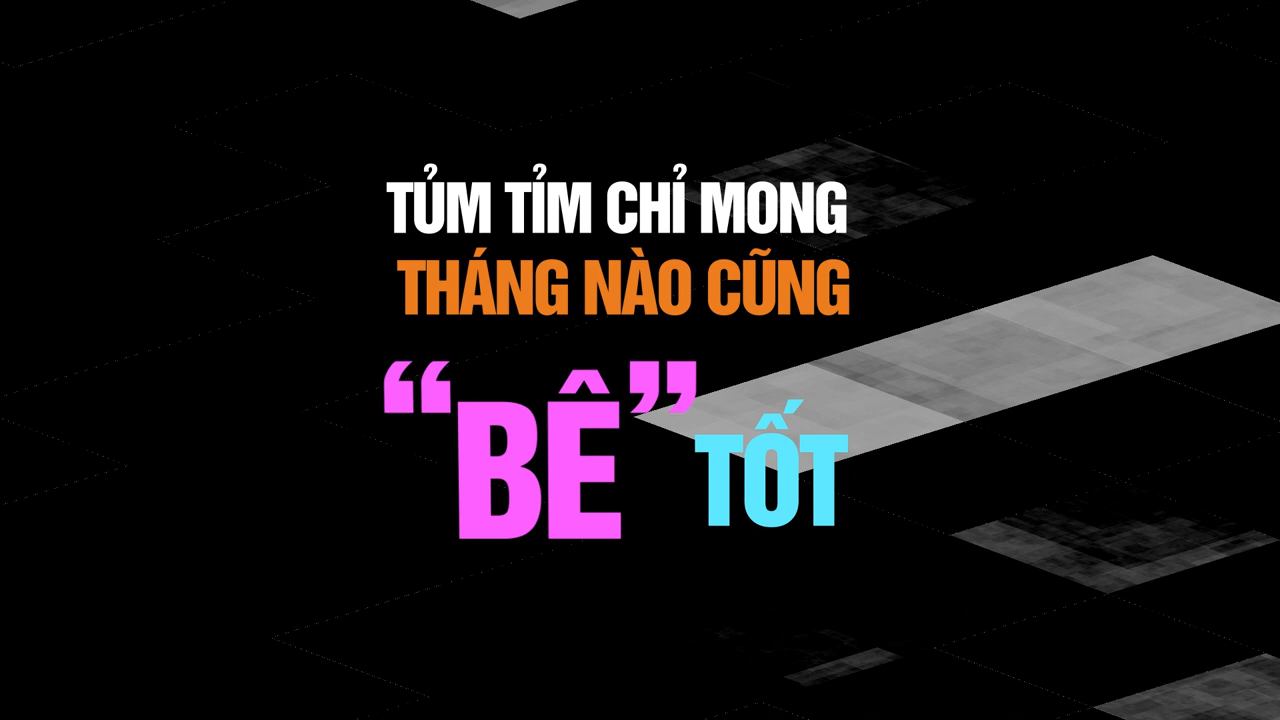 TỦM TỈM CHỈ MONG
THÁNG NÀO CŨNG
“BÊ” TỐT